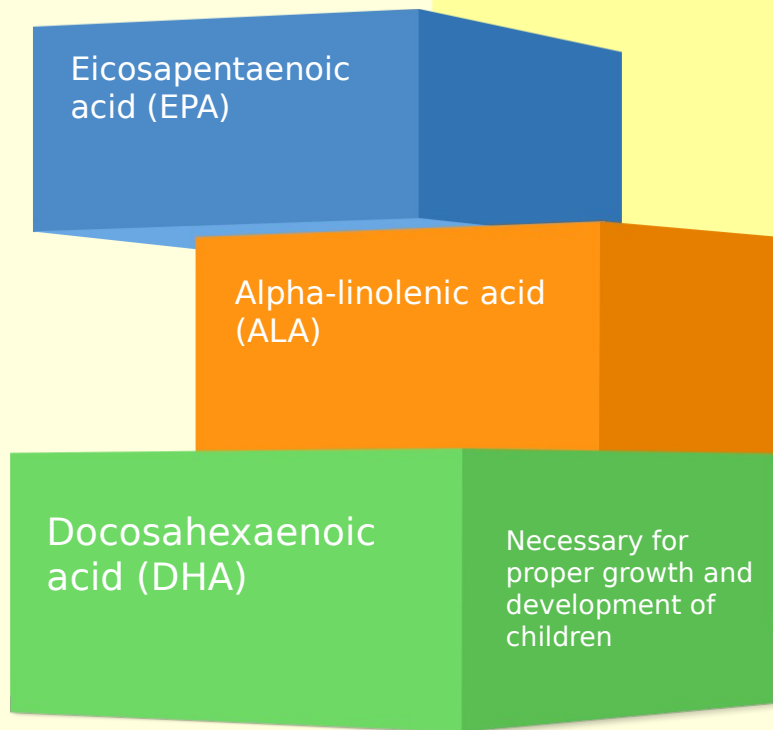 Eicosapentaenoic
acid (EPA)
Alpha-linolenic acid
(ALA)
Docosahexaenoic
acid (DHA)
Necessary for
proper growth and
development of
children